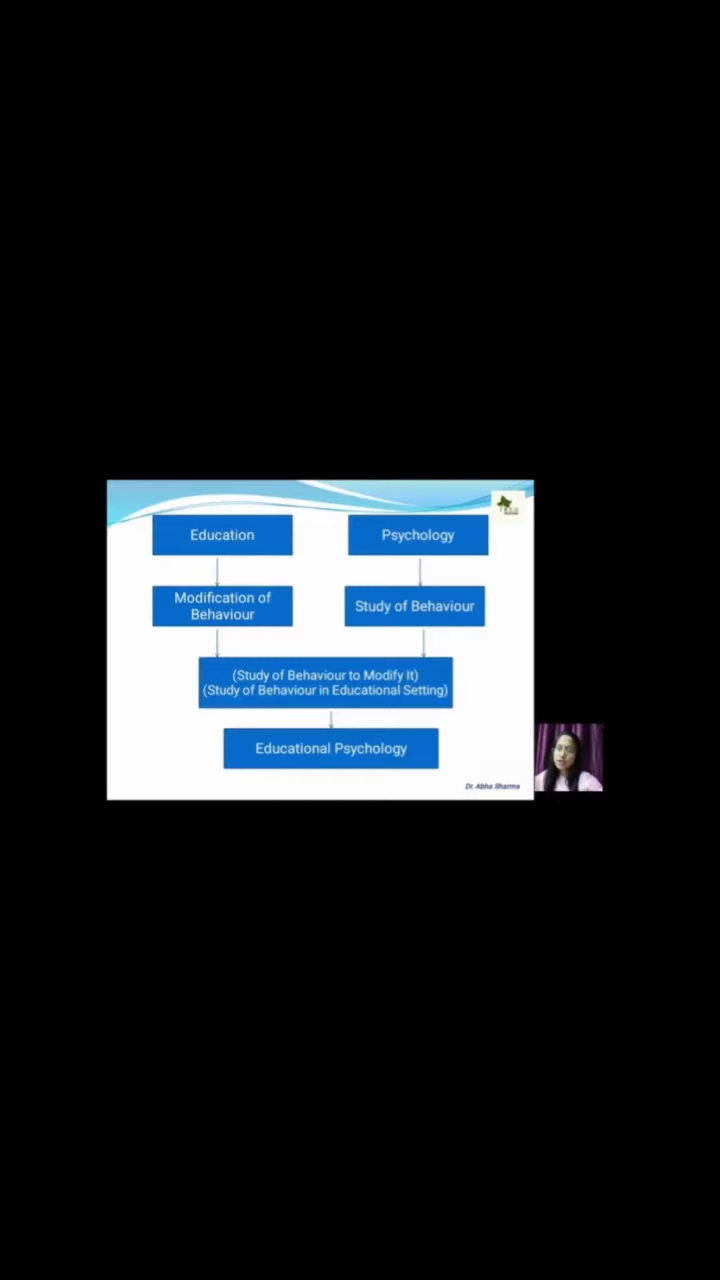 Education
Psychology
Modification of
Behaviour
Study of Behaviour
(Study of Behaviour to Modify It)
(Study of Behaviour in Educational Setting)
Educational Psychology
Dr. Abha Sharma